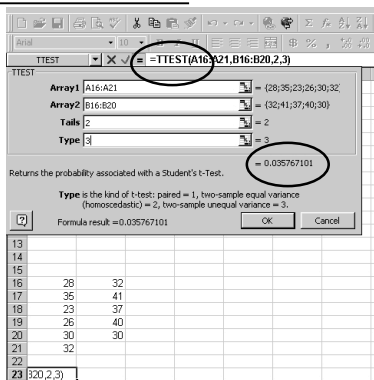 Arial 10 B I U $ % ,
TTEST = =TTEST(A16:A21,B16:B20,2,3)
TTEST
Array1 A16:A21 = {28;35;23;26;30;32}
Array2 B16:B20 = {32;41;37;40;30}
Tails 2 = 2
Type 3 = 3
= 0.035767101
Returns the probability associated with a Student's t-Test.
Type is the kind of t-test: paired = 1, two-sample equal variance
(homoscedastic) = 2, two-sample unequal variance = 3.
Formula result =0.035767101 OK Cancel
13
14
15
16 28 32
17 35 41
18 23 37
19 26 40
20 30 30
21 32
22
23 B20,2,3)